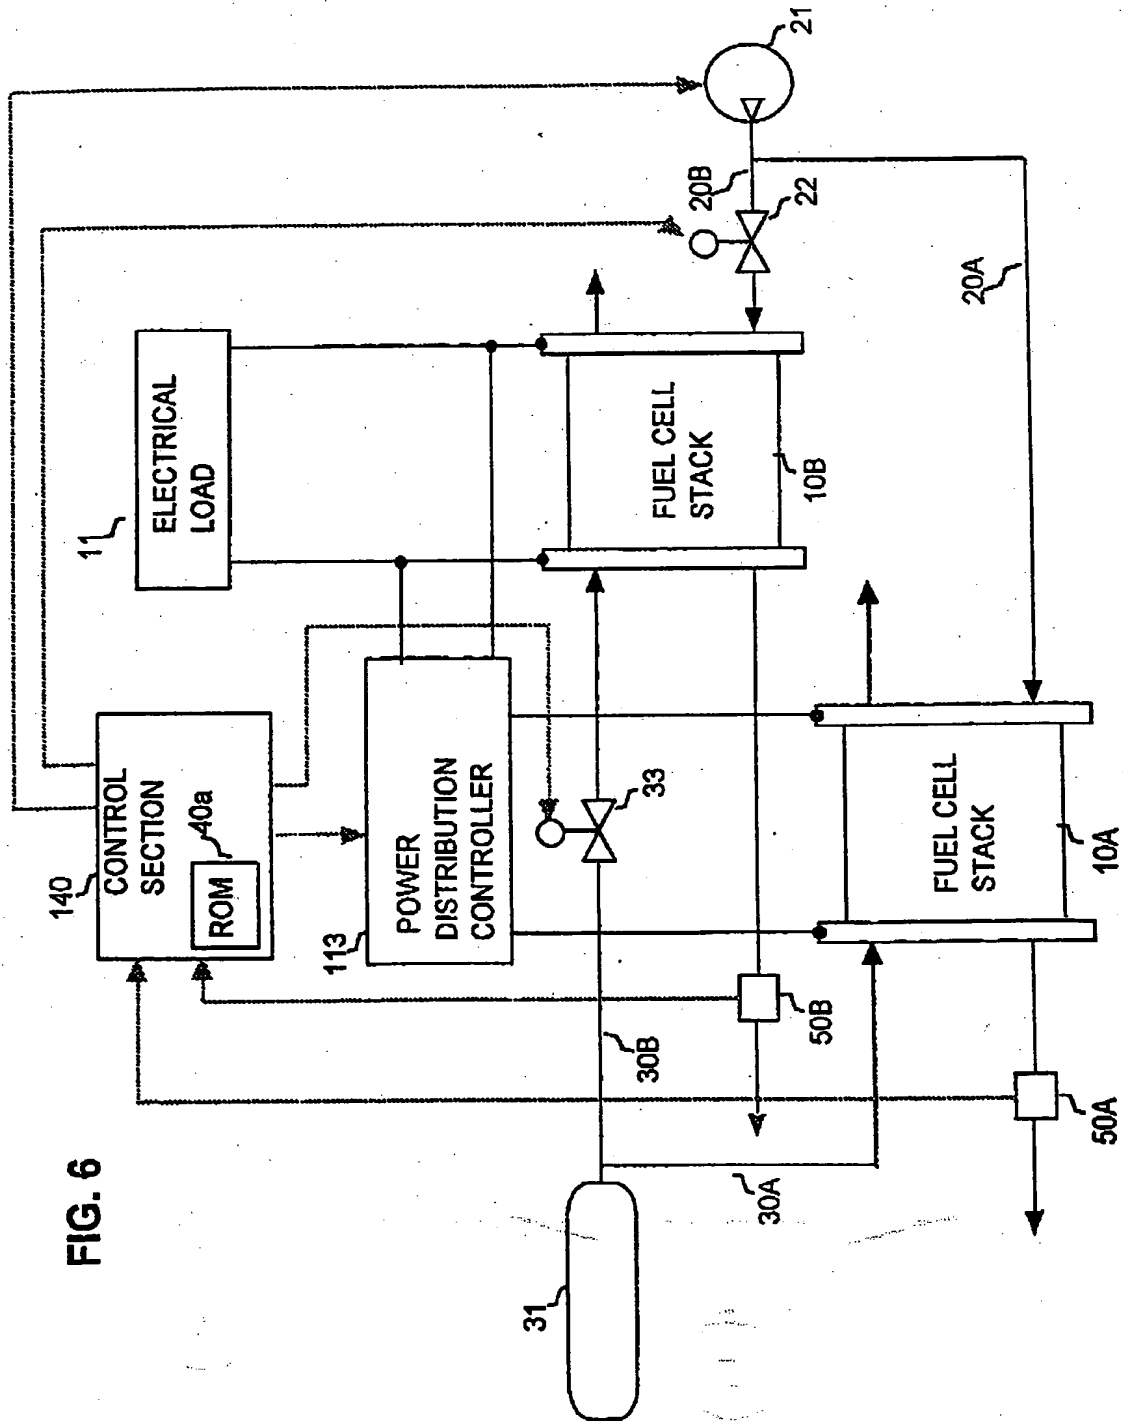 FIG. 6
11
ELECTRICAL
LOAD
140
CONTROL
SECTION
40a
ROM
113
POWER
DISTRIBUTION
CONTROLLER
21
20B
22
20A
FUEL CELL
STACK
10B
33
31
30B
30A
50B
FUEL CELL
STACK
10A
50A